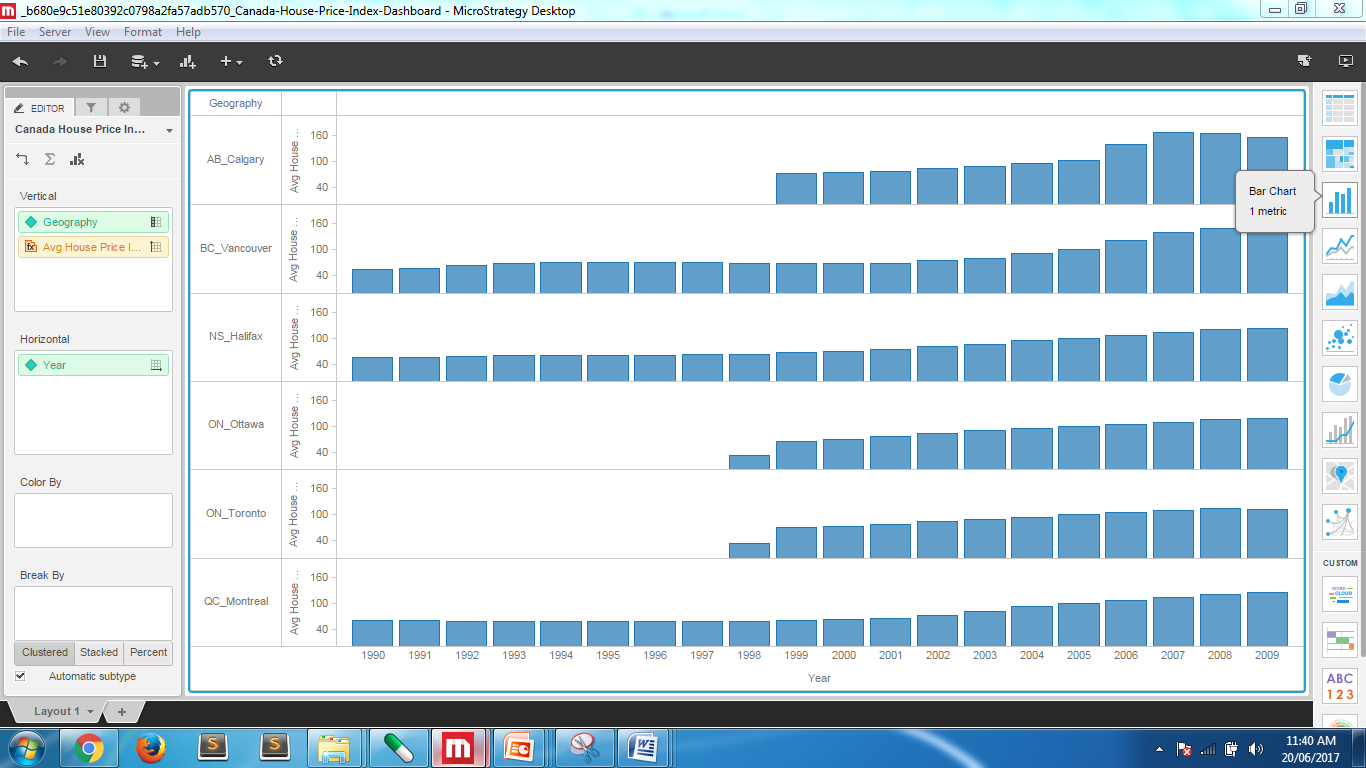 _b680e9c51e80392c0798a2fa57adb570_Canada-House-Price-Index-Dashboard - MicroStrategy Desktop
File Server View Format Help
EDITOR
Canada House Price In...
Vertical
Geography
Avg House Price I...
Horizontal
Year
Color By
Break By
Clustered Stacked Percent
Automatic subtype
Geography
AB_Calgary
Avg House ...
160
100
40
BC_Vancouver
Avg House ...
160
100
40
NS_Halifax
Avg House ...
160
100
40
ON_Ottawa
Avg House ...
160
100
40
ON_Toronto
Avg House ...
160
100
40
QC_Montreal
Avg House ...
160
100
40
1990 1991 1992 1993 1994 1995 1996 1997 1998 1999 2000 2001 2002 2003 2004 2005 2006 2007 2008 2009
Year
Bar Chart
1 metric
CUSTOM
WORD
CLOUD
ABC
123
Layout 1
11:40 AM
20/06/2017